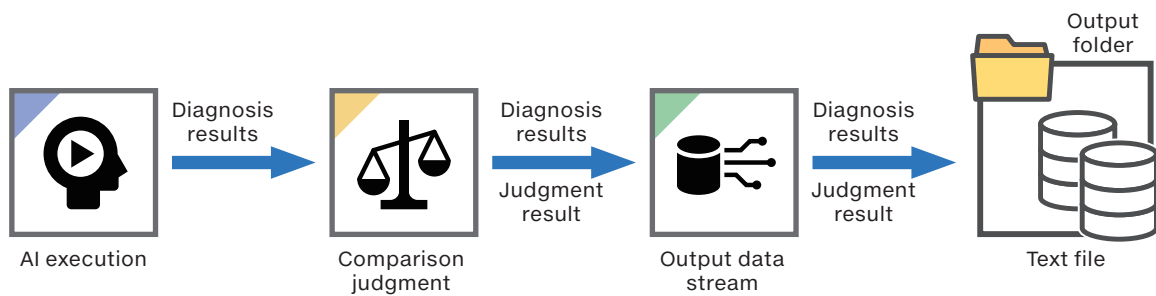 Output
folder
Diagnosis
results
Diagnosis
results
Diagnosis
results
Judgment
result
Judgment
result
AI execution
Comparison
judgment
Output data
stream
Text file